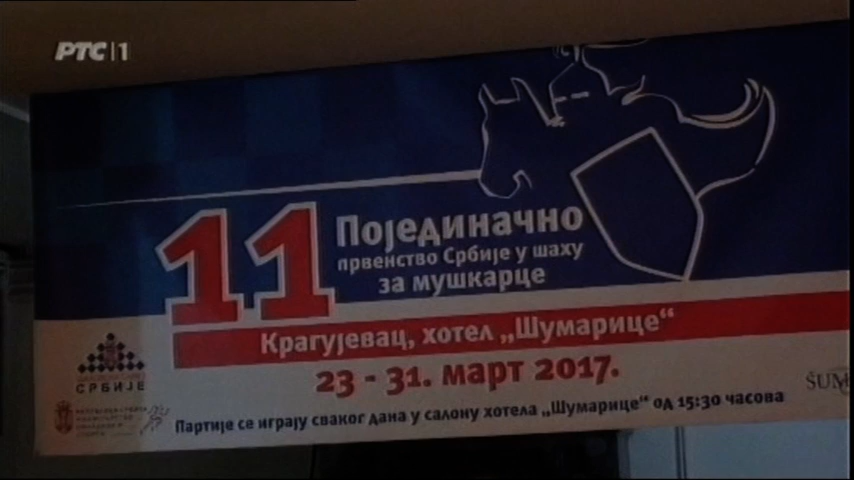 РТС|1
11 Појединачно
првенство Србије у шаху
за мушкарце
Крагујевац, хотел „Шумарице“
23 - 31. март 2017.
Партије се играју сваког дана у салону хотела „Шумарице“ од 15:30 часова
СРБИЈЕ
ŠUM